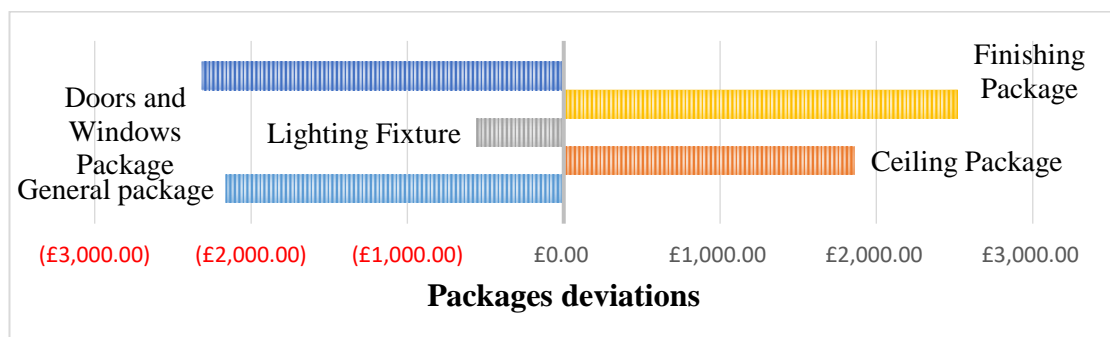 Finishing
Package
Doors and
Windows
Package
Lighting Fixture
Ceiling Package
General package
(£3,000.00)
(£2,000.00)
(£1,000.00)
£0.00
£1,000.00
£2,000.00
£3,000.00
Packages deviations